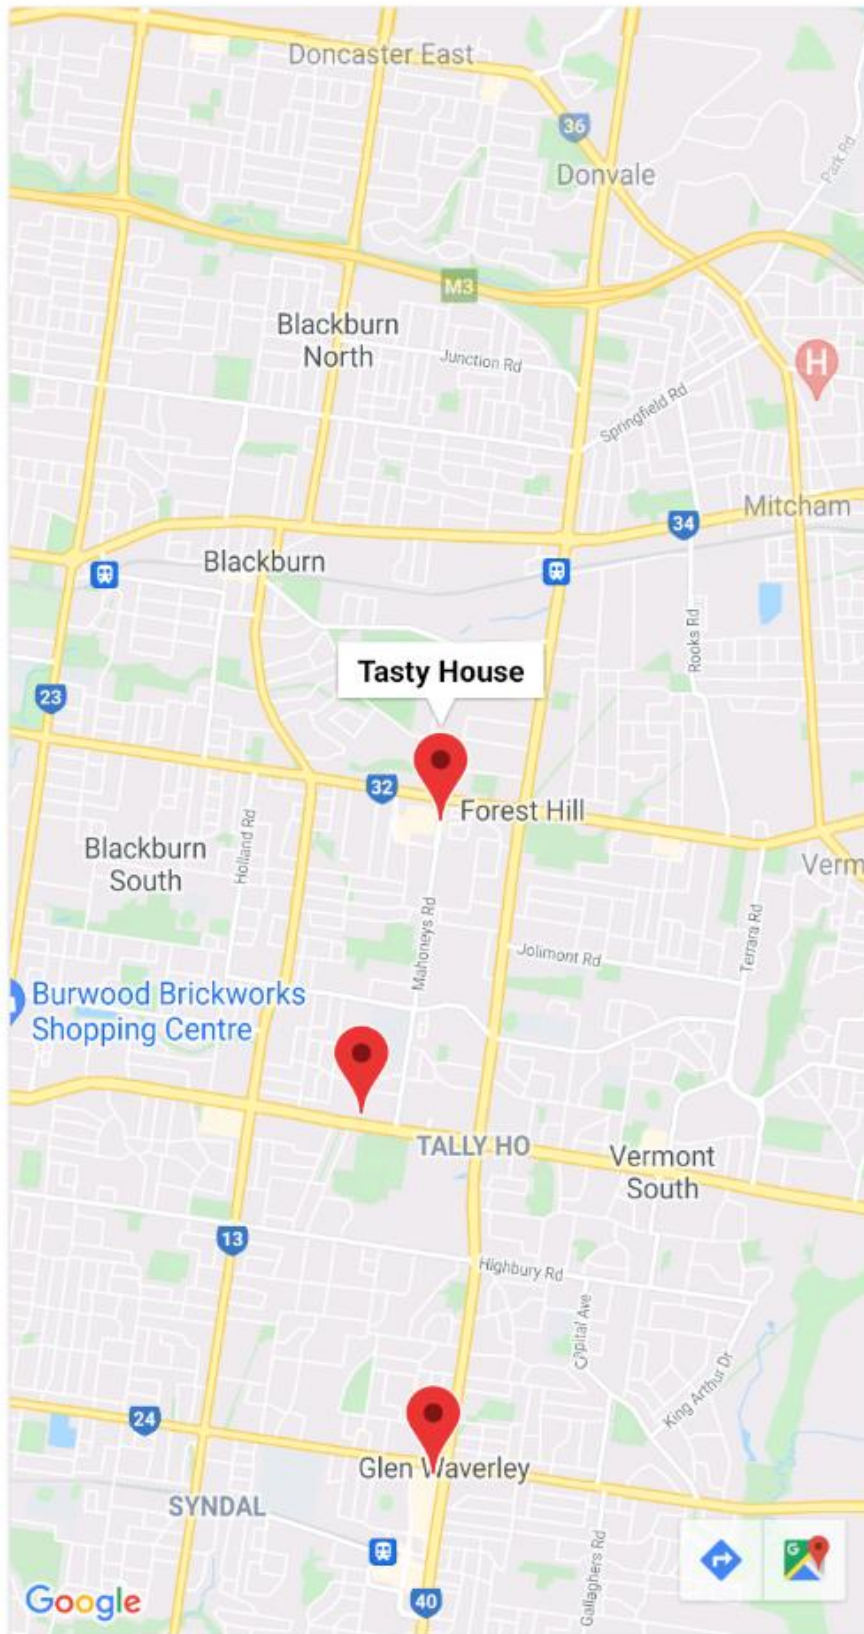 Doncaster East
36
Donvale
Park Rd
M3
Blackburn
North
Junction Rd
H
Springfield Rd
Mitcham
34
Blackburn
Rooks Rd
Tasty House
23
32
Forest Hill
Holland Rd
Blackburn
South
Verm
Mahoneys Rd
Terrara Rd
Jolimont Rd
Burwood Brickworks
Shopping Centre
TALLY HO
Vermont
South
13
Highbury Rd
Capital Ave
King Arthur Dr
24
Glen Waverley
SYNDAL
Gallaghers Rd
G
Google
40